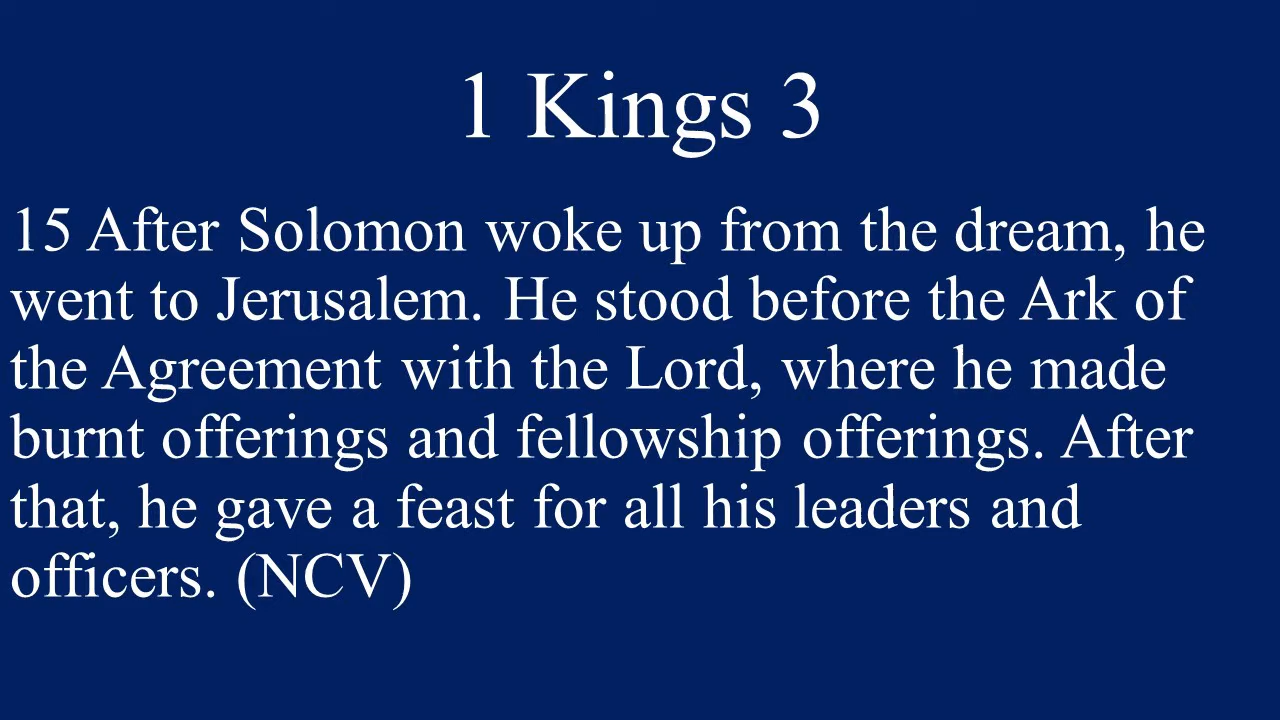 1 Kings 3
15 After Solomon woke up from the dream, he
went to Jerusalem. He stood before the Ark of
the Agreement with the Lord, where he made
burnt offerings and fellowship offerings. After
that, he gave a feast for all his leaders and
officers. (NCV)